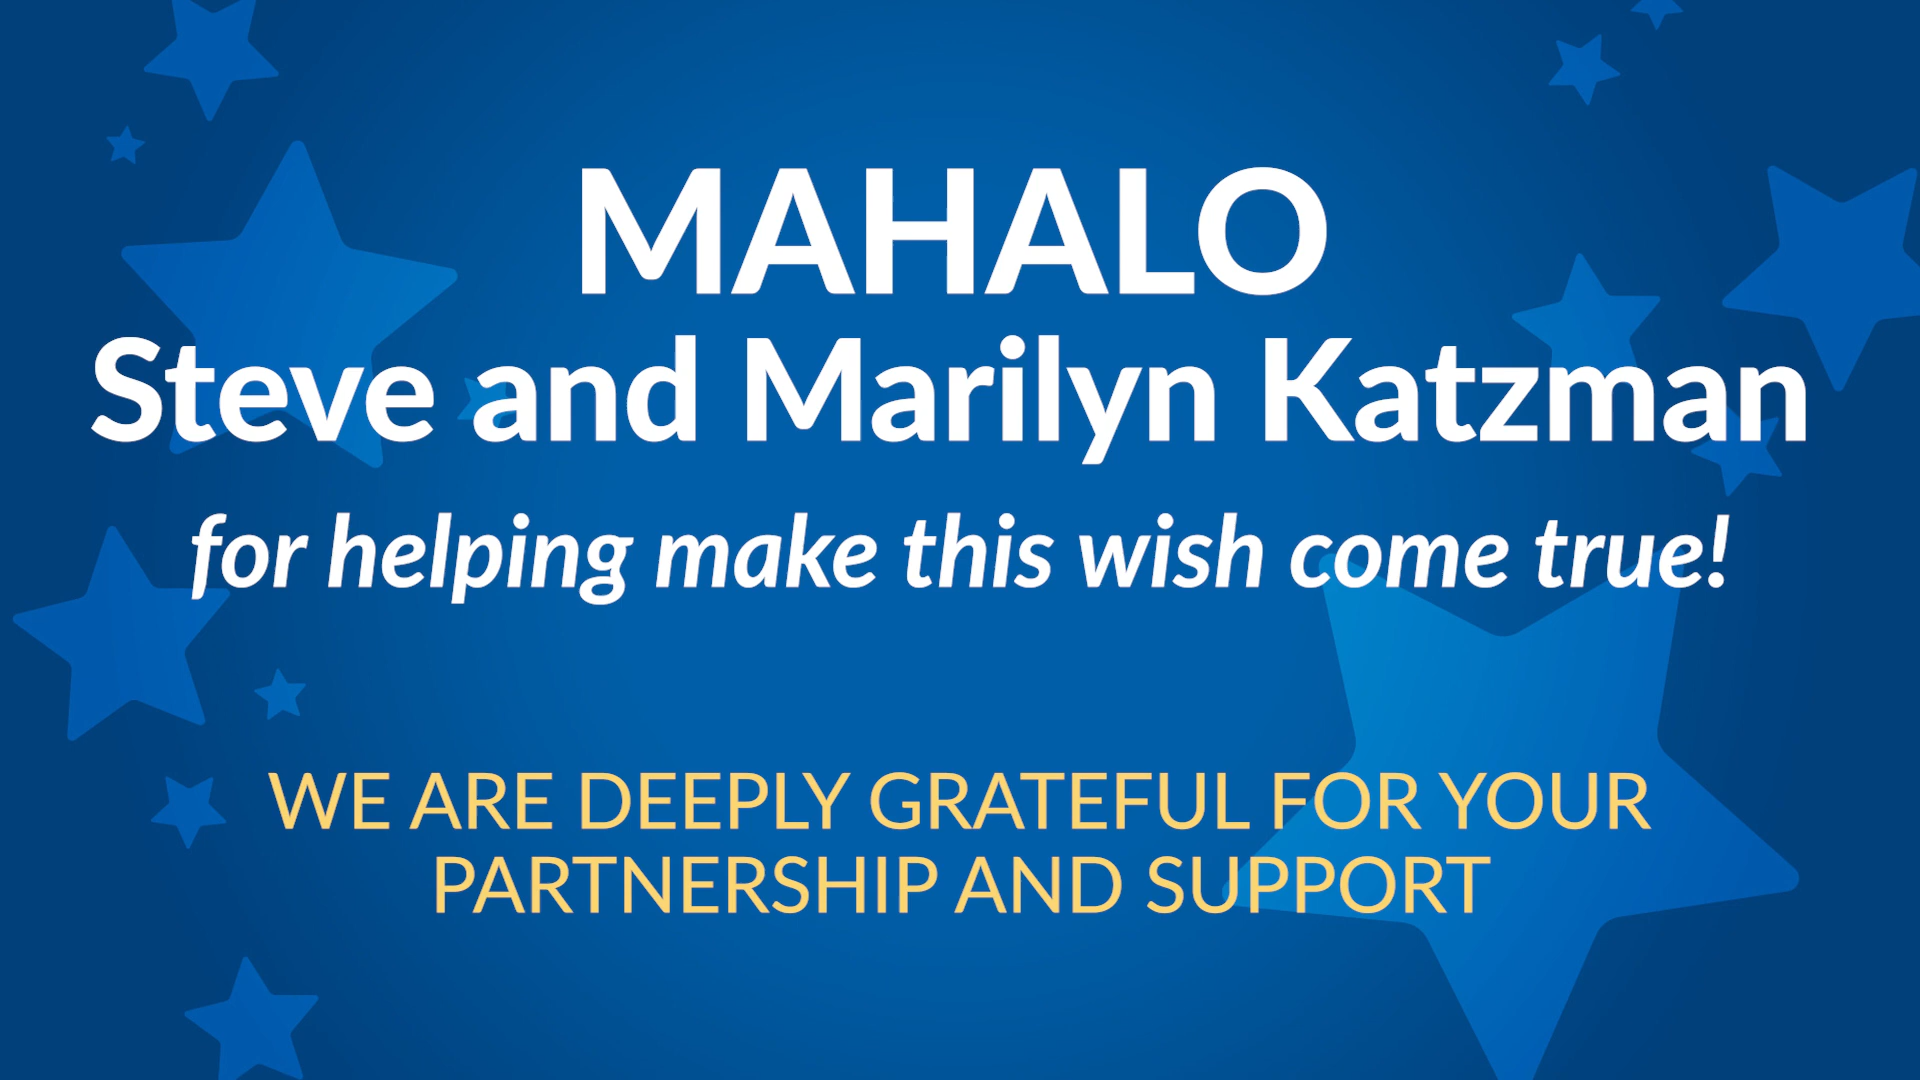 MAHALO
Steve and Marilyn Katzman
for helping make this wish come true!
WE ARE DEEPLY GRATEFUL FOR YOUR
PARTNERSHIP AND SUPPORT